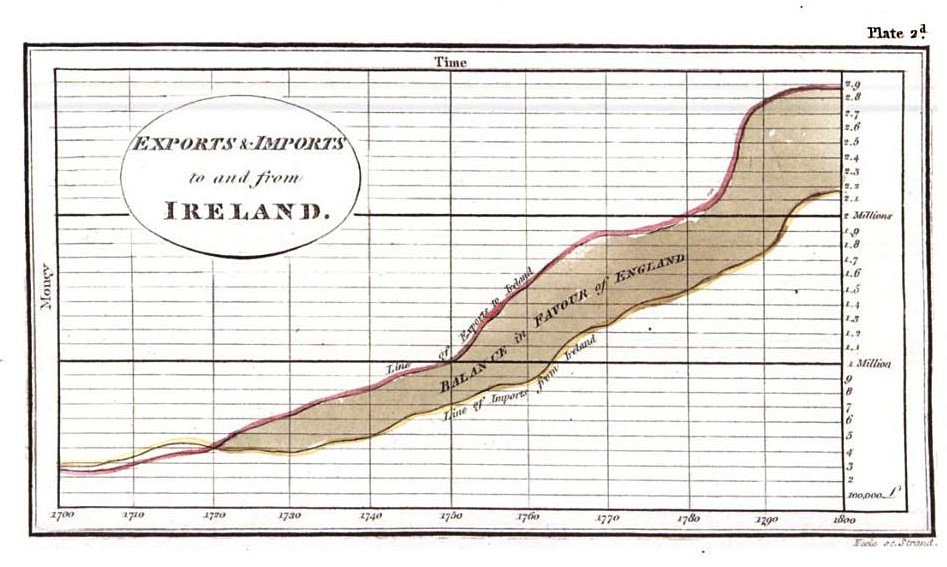 Plate 2d.
Time
EXPORTS & IMPORTS
to and from
IRELAND.
Money
Line of Exports to Ireland
BALANCE in FAVOUR of ENGLAND
Line of Imports from Ireland
2.9
2.8
2.7
2.6
2.5
2.4
2.3
2.2
2.1
2 Millions
1.9
1.8
1.7
1.6
1.5
1.4
1.3
1.2
1.1
1 Million
9
8
7
6
5
4
3
2
100,000 £
1700 1710 1720 1730 1740 1750 1760 1770 1780 1790 1800
Neele sc. Strand.